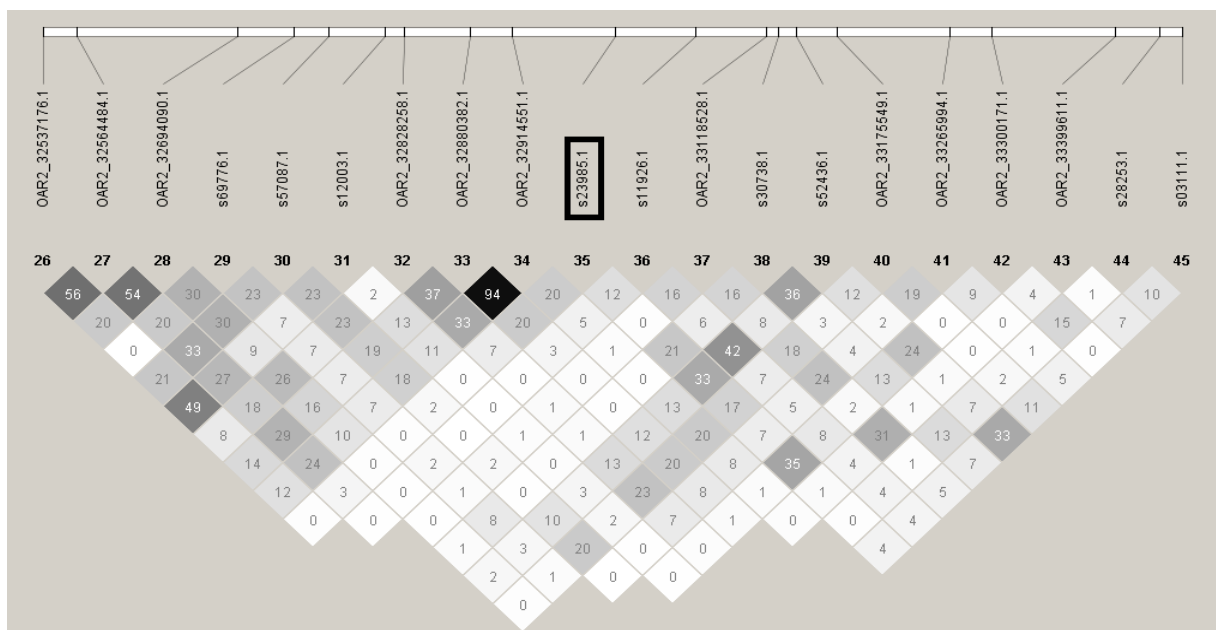 OAR2_32537176.1
OAR2_32564484.1
OAR2_32694090.1
s69776.1
s57087.1
s12003.1
OAR2_32828258.1
OAR2_32880382.1
OAR2_32914551.1
s23985.1
s11926.1
OAR2_33118528.1
s30738.1
s52436.1
OAR2_33175549.1
OAR2_33265994.1
OAR2_33300171.1
OAR2_33399611.1
s28253.1
s03111.1
26 27 28 29 30 31 32 33 34 35 36 37 38 39 40 41 42 43 44 45
56 54 30 23 23 2 37 94 20 12 16 16 36 12 19 9 4 1 10
20 20 30 7 23 13 33 20 5 0 6 8 3 2 0 0 15 7
0 33 9 7 19 11 7 3 1 21 42 18 4 24 0 1 0
21 27 26 7 18 0 0 0 0 33 7 24 13 1 2 5
49 18 16 7 2 0 1 0 13 17 5 2 1 7 11
8 29 10 0 0 1 1 12 20 7 8 31 13 33
14 24 0 2 2 0 13 20 8 35 4 1 7
12 3 0 1 0 3 23 8 1 1 4 5
0 0 0 8 10 2 7 1 0 0 4
1 3 20 0 0 4
2 1 0 0
0